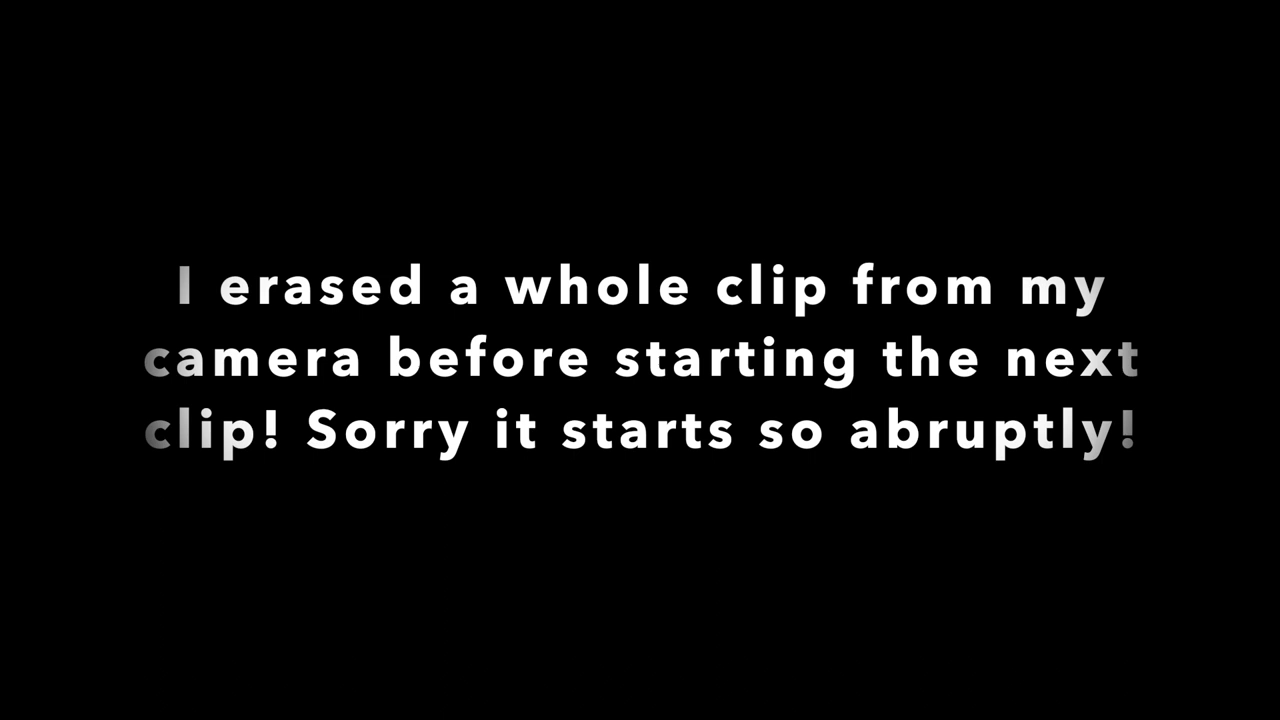 I erased a whole clip from my
camera before starting the next
clip! Sorry it starts so abruptly!